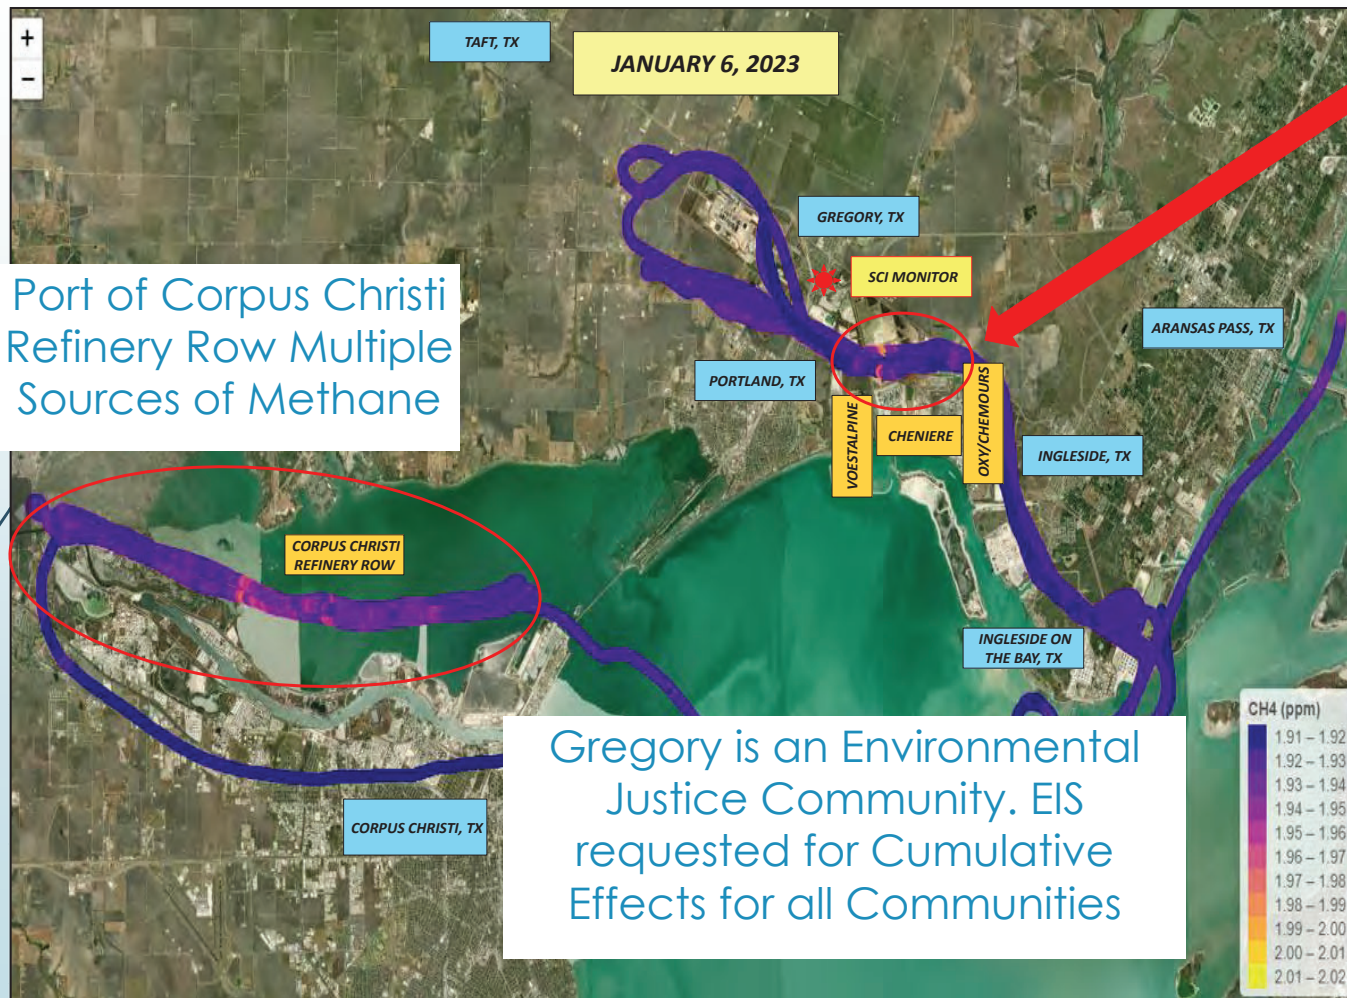 +
−
TAFT, TX
JANUARY 6, 2023
GREGORY, TX
SCI MONITOR
Port of Corpus Christi
Refinery Row Multiple
Sources of Methane
ARANSAS PASS, TX
PORTLAND, TX
VOESTALPINE
CHENIERE
OXY/CHEMOURS
INGLESIDE, TX
CORPUS CHRISTI
REFINERY ROW
INGLESIDE ON
THE BAY, TX
CORPUS CHRISTI, TX
Gregory is an Environmental
Justice Community. EIS
requested for Cumulative
Effects for all Communities
CH4 (ppm)
1.91 – 1.92
1.92 – 1.93
1.93 – 1.94
1.94 – 1.95
1.95 – 1.96
1.96 – 1.97
1.97 – 1.98
1.98 – 1.99
1.99 – 2.00
2.00 – 2.01
2.01 – 2.02